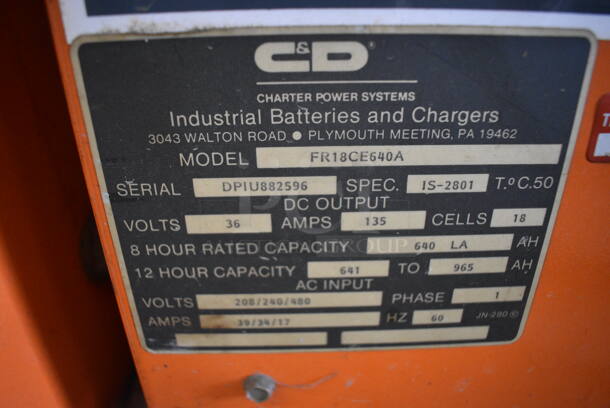 C&D®
CHARTER POWER SYSTEMS
Industrial Batteries and Chargers
3043 WALTON ROAD ● PLYMOUTH MEETING, PA 19462
MODEL FR18CE640A
SERIAL DPIU882596 SPEC. IS-2801 T.º C.50
DC OUTPUT
VOLTS 36 AMPS 135 CELLS 18
8 HOUR RATED CAPACITY 640 LA AH
12 HOUR CAPACITY 641 TO 965 AH
AC INPUT
VOLTS 208/240/480 PHASE 1
AMPS 39/34/17 HZ 60 JN-280